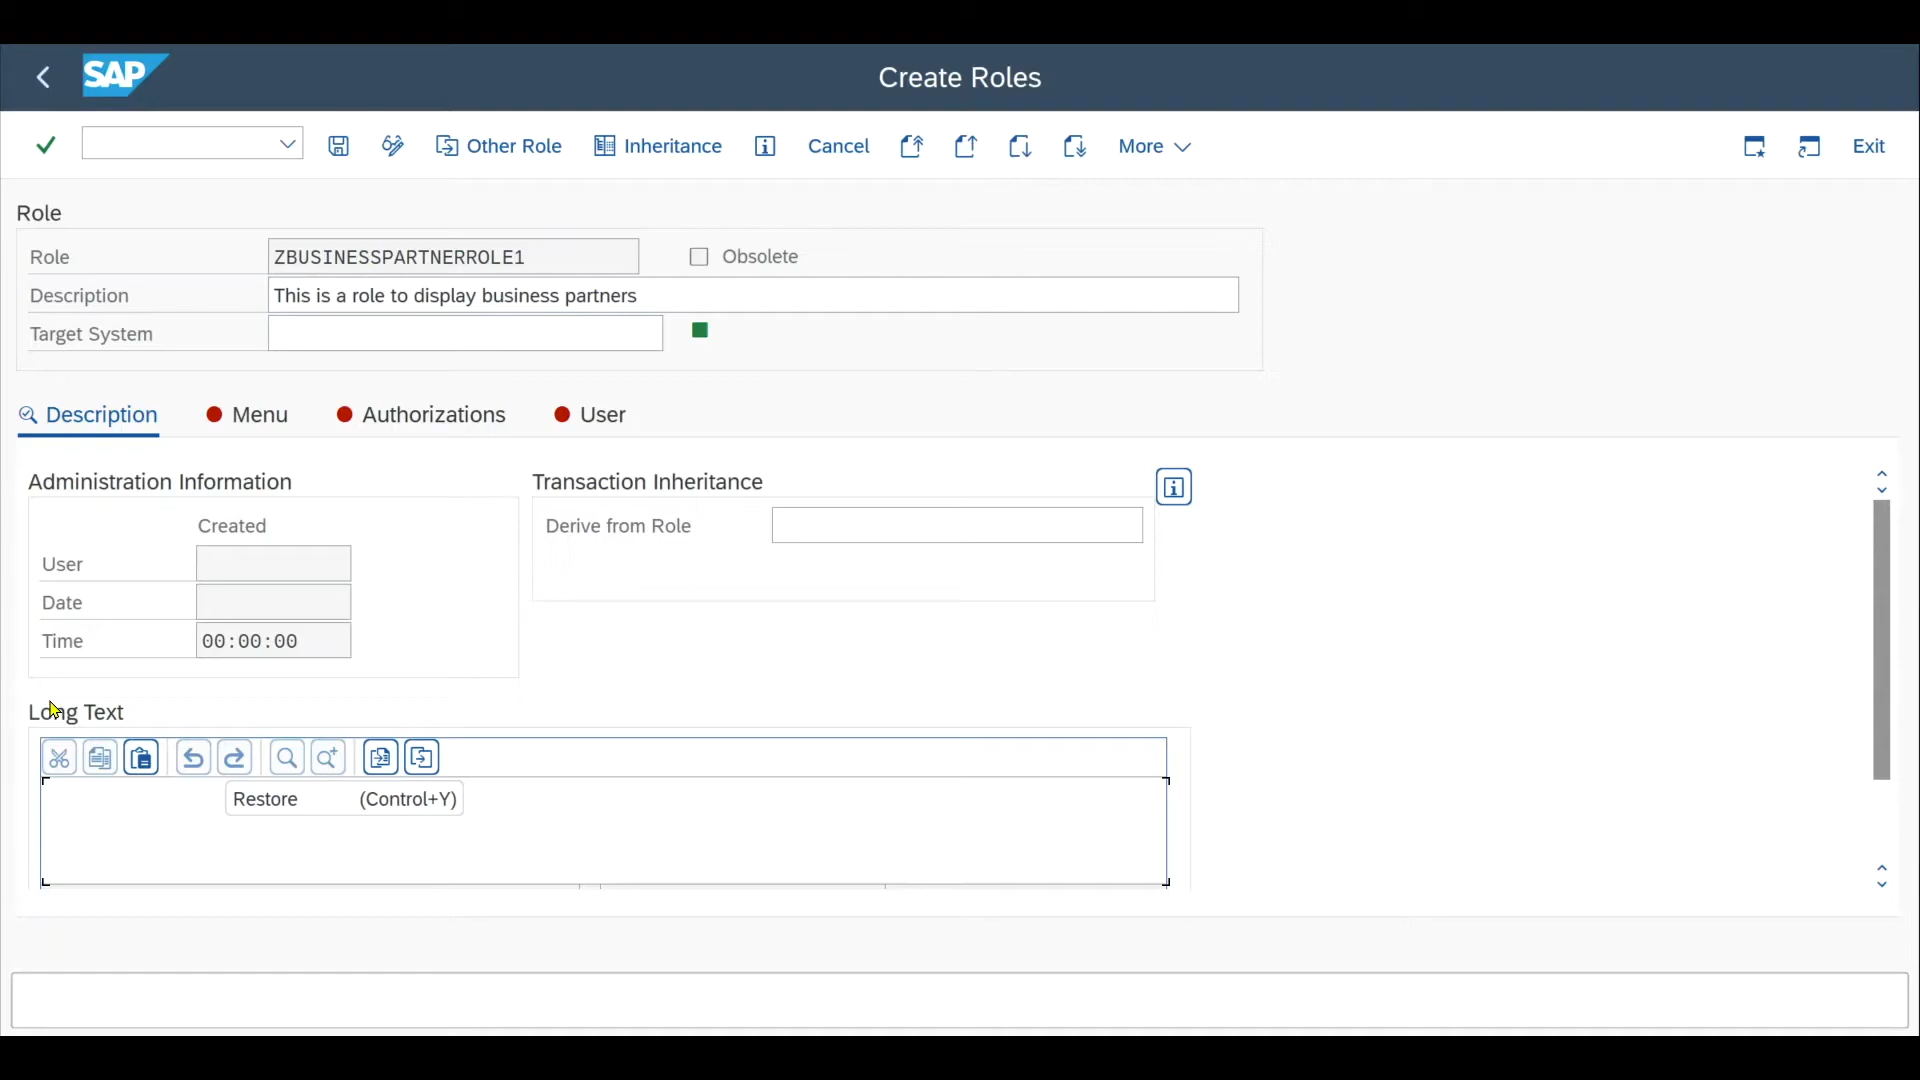 SAP
Create Roles
Other Role
Inheritance
Cancel
More
Exit
Role
Role
ZBUSINESSPARTNERROLE1
Obsolete
Description
This is a role to display business partners
Target System
Description
Menu
Authorizations
User
Administration Information
Transaction Inheritance
Created
Derive from Role
User
Date
Time
00:00:00
Long Text
Restore (Control+Y)